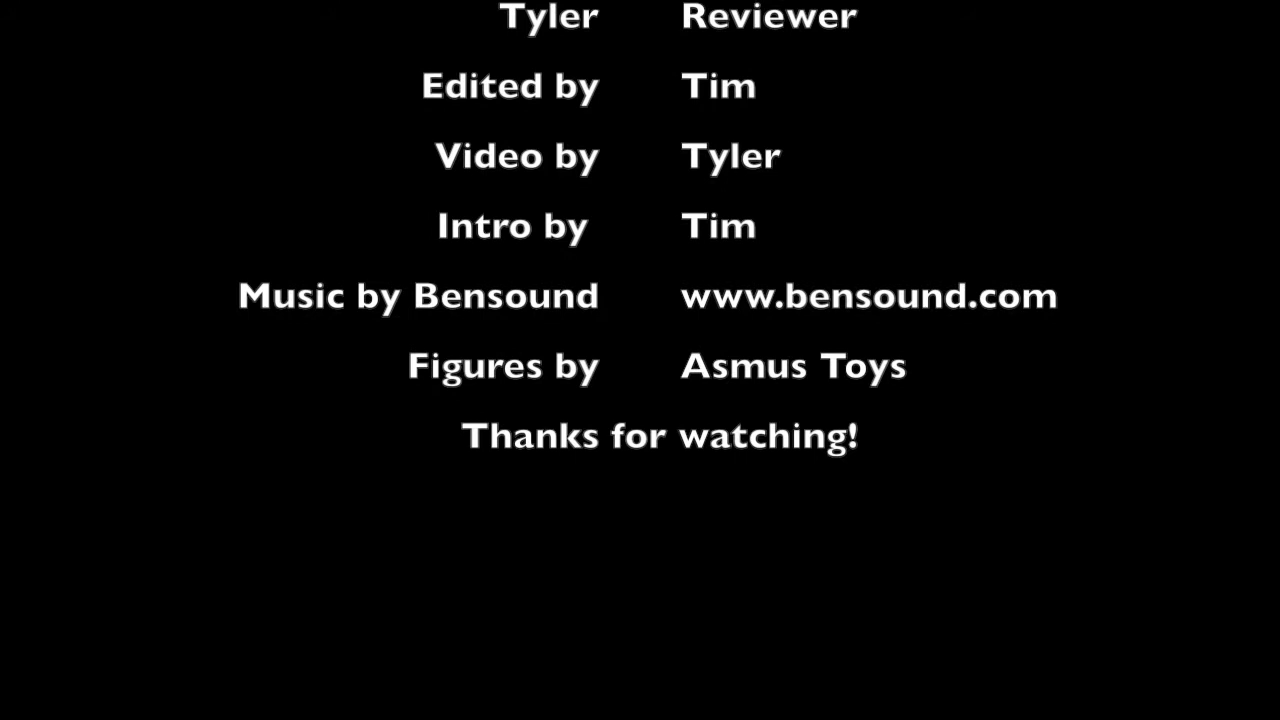 Tyler Reviewer
Edited by Tim
Video by Tyler
Intro by Tim
Music by Bensound www.bensound.com
Figures by Asmus Toys
Thanks for watching!